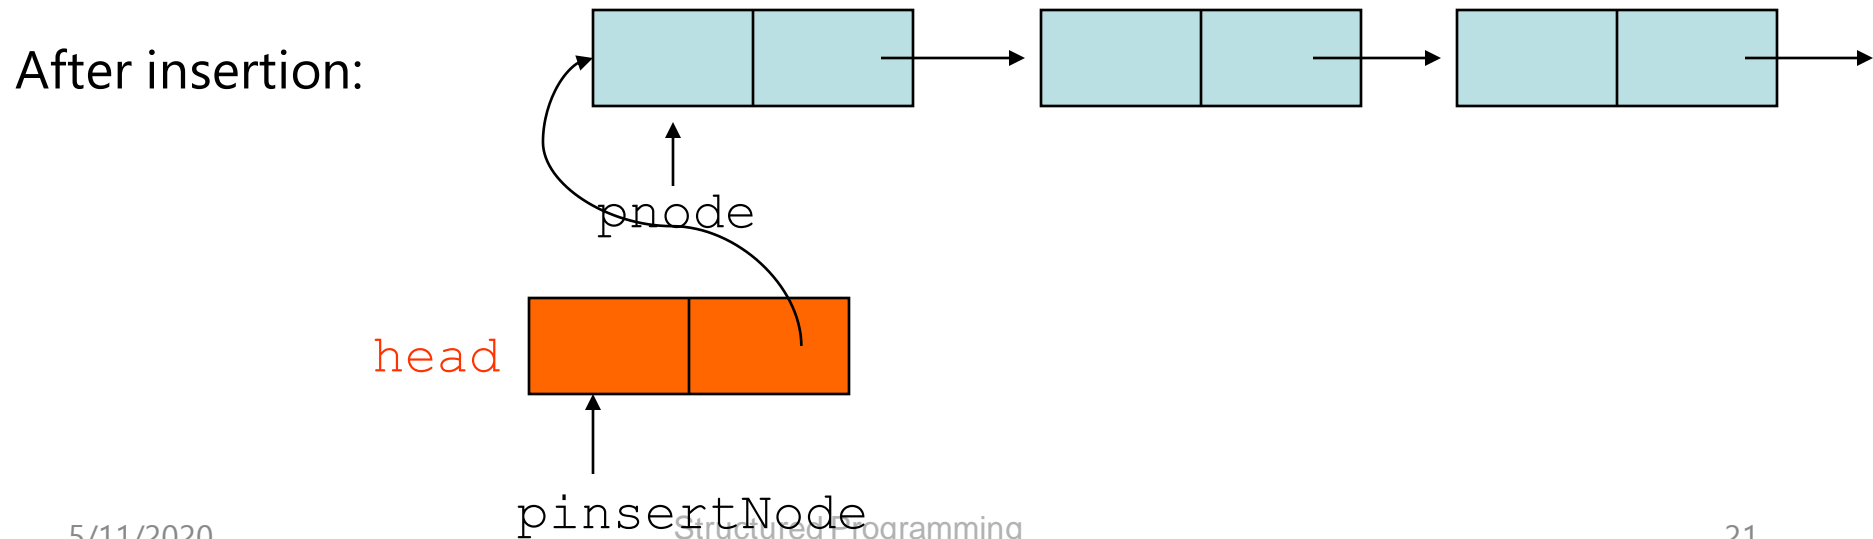 After insertion:
pnode
head
pinsertNode
5/11/2020
Structured Programming
21